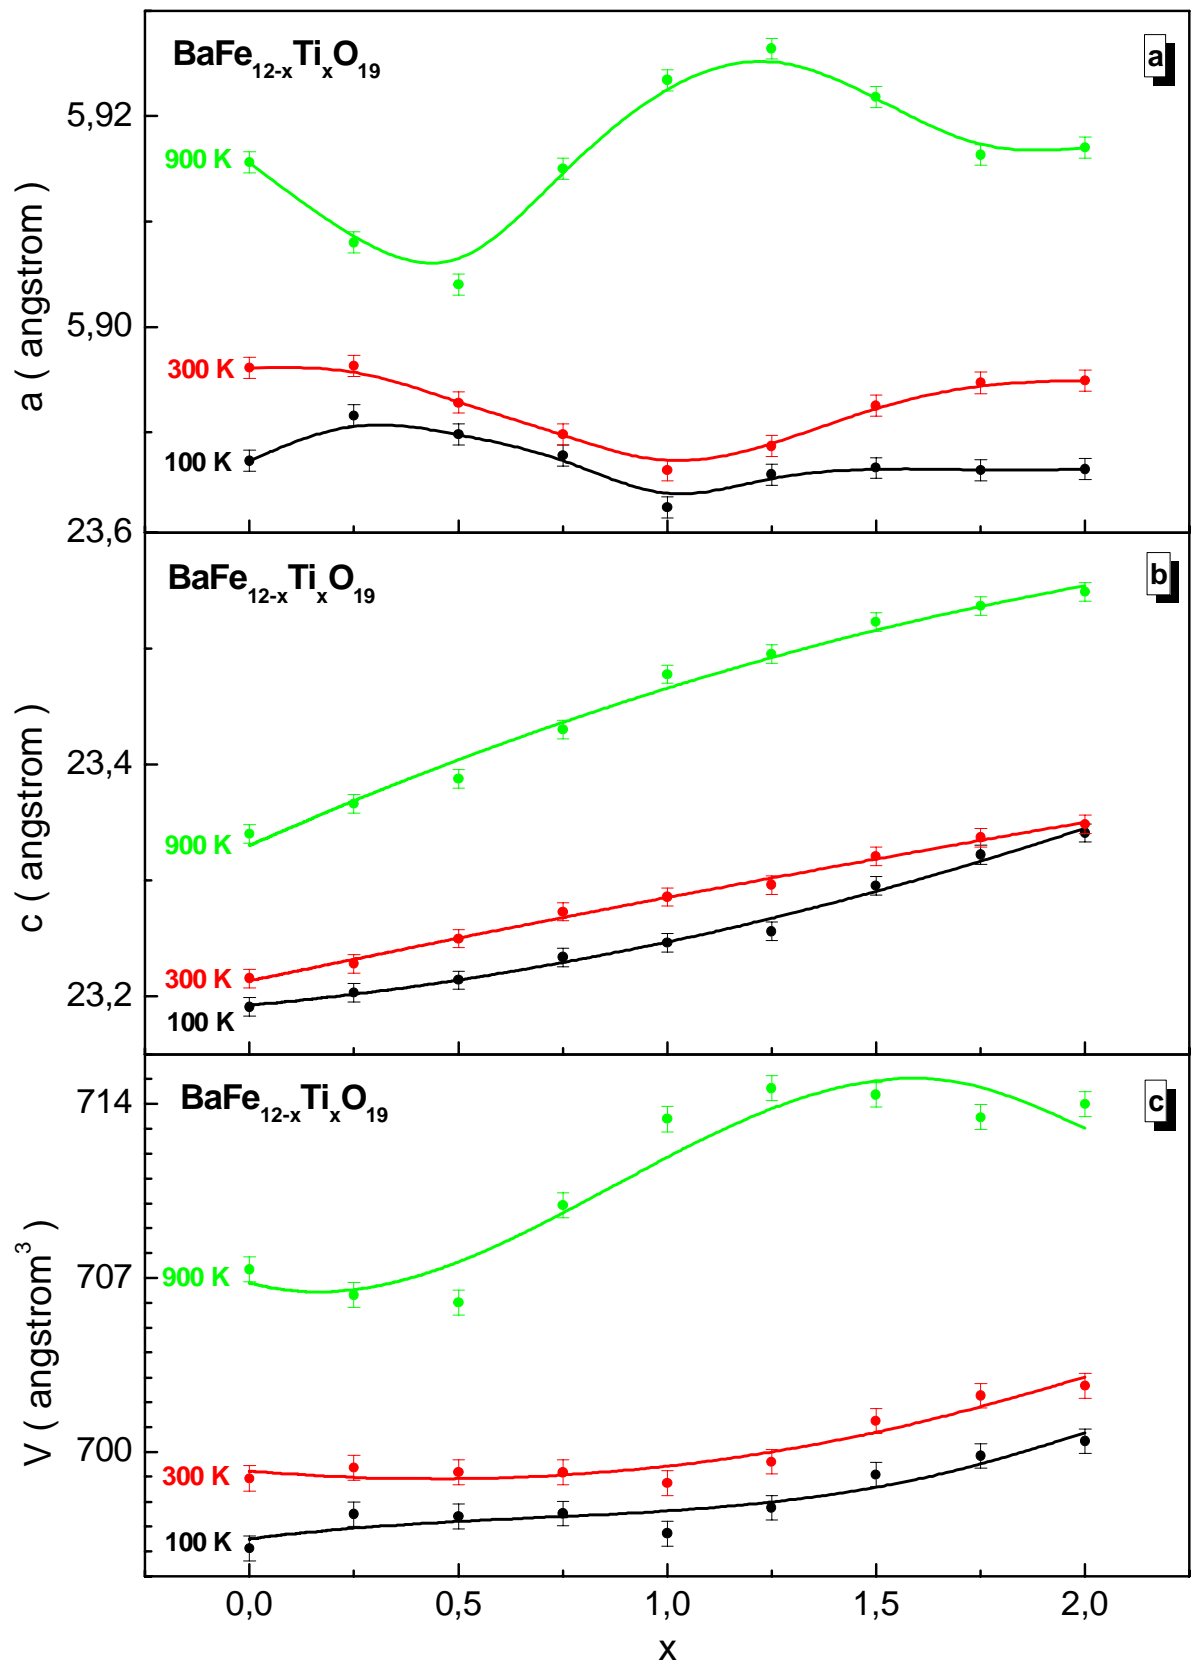 BaFe₁₂₋ₓTiₓO₁₉
a
5,92
900 K
a ( angstrom )
5,90
300 K
100 K
23,6
BaFe₁₂₋ₓTiₓO₁₉
b
c ( angstrom )
23,4
900 K
300 K
23,2
100 K
BaFe₁₂₋ₓTiₓO₁₉
c
714
V ( angstrom³ )
707
900 K
700
300 K
100 K
0,0 0,5 1,0 1,5 2,0
x